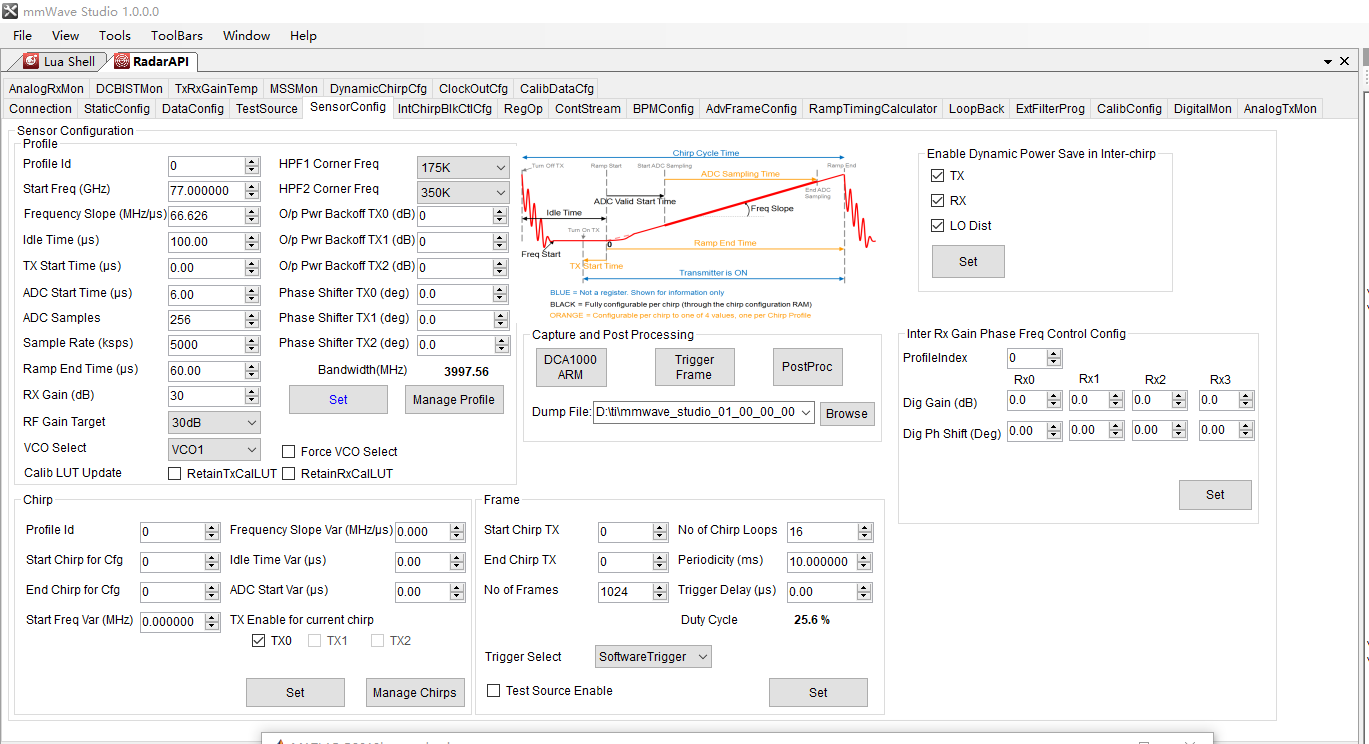 mmWave Studio 1.0.0.0
File View Tools ToolBars Window Help
Lua Shell RadarAPI
AnalogRxMon DCBISTMon TxRxGainTemp MSSMon DynamicChirpCfg ClockOutCfg CalibDataCfg
Connection StaticConfig DataConfig TestSource SensorConfig IntChirpBlkCtlCfg RegOp ContStream BPMConfig AdvFrameConfig RampTimingCalculator LoopBack ExtFilterProg CalibConfig DigitalMon AnalogTxMon
Sensor Configuration
Profile
Profile Id 0 HPF1 Corner Freq 175K
Start Freq (GHz) 77.000000 HPF2 Corner Freq 350K
Frequency Slope (MHz/µs) 66.626 O/p Pwr Backoff TX0 (dB) 0
Idle Time (µs) 100.00 O/p Pwr Backoff TX1 (dB) 0
TX Start Time (µs) 0.00 O/p Pwr Backoff TX2 (dB) 0
ADC Start Time (µs) 6.00 Phase Shifter TX0 (deg) 0.0
ADC Samples 256 Phase Shifter TX1 (deg) 0.0
Sample Rate (ksps) 5000 Phase Shifter TX2 (deg) 0.0
Ramp End Time (µs) 60.00 Bandwidth(MHz) 3997.56
RX Gain (dB) 30 Set Manage Profile
RF Gain Target 30dB
VCO Select VCO1 Force VCO Select
Calib LUT Update RetainTxCalLUT RetainRxCalLUT
Chirp Cycle Time
Turn Off TX Ramp Start Start ADC Sampling Ramp End
ADC Sampling Time
End ADC
Sampling
ADC Valid Start Time
Freq Slope
Idle Time
Turn On TX
0
Ramp End Time
Freq Start
TX Start Time
Transmitter is ON
BLUE = Not a register. Shown for information only
BLACK = Fully configurable per chirp (through the chirp configuration RAM)
ORANGE = Configurable per chirp to one of 4 values, one per Chirp Profile
Capture and Post Processing
DCA1000
ARM
Trigger
Frame
PostProc
Dump File: D:\ti\mmwave_studio_01_00_00_00 Browse
Enable Dynamic Power Save in Inter-chirp
TX
RX
LO Dist
Set
Inter Rx Gain Phase Freq Control Config
ProfileIndex 0
Rx0 Rx1 Rx2 Rx3
Dig Gain (dB) 0.0 0.0 0.0 0.0
Dig Ph Shift (Deg) 0.00 0.00 0.00 0.00
Set
Chirp
Profile Id 0 Frequency Slope Var (MHz/µs) 0.000
Start Chirp for Cfg 0 Idle Time Var (µs) 0.00
End Chirp for Cfg 0 ADC Start Var (µs) 0.00
Start Freq Var (MHz) 0.000000 TX Enable for current chirp
TX0 TX1 TX2
Set Manage Chirps
Frame
Start Chirp TX 0 No of Chirp Loops 16
End Chirp TX 0 Periodicity (ms) 10.000000
No of Frames 1024 Trigger Delay (µs) 0.00
Duty Cycle 25.6 %
Trigger Select SoftwareTrigger
Test Source Enable Set